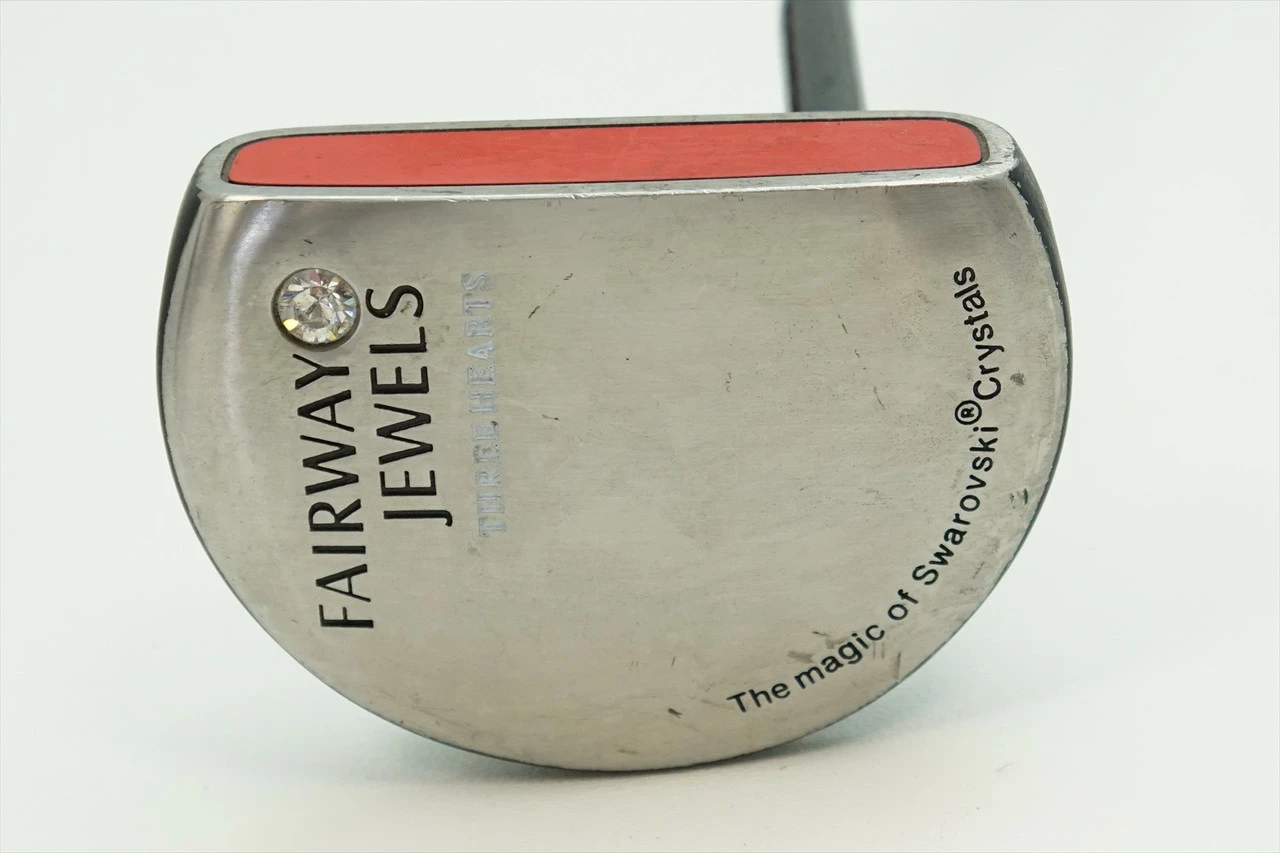 FAIRWAY
JEWELS
THREE HEARTS
The magic of Swarovski® Crystals